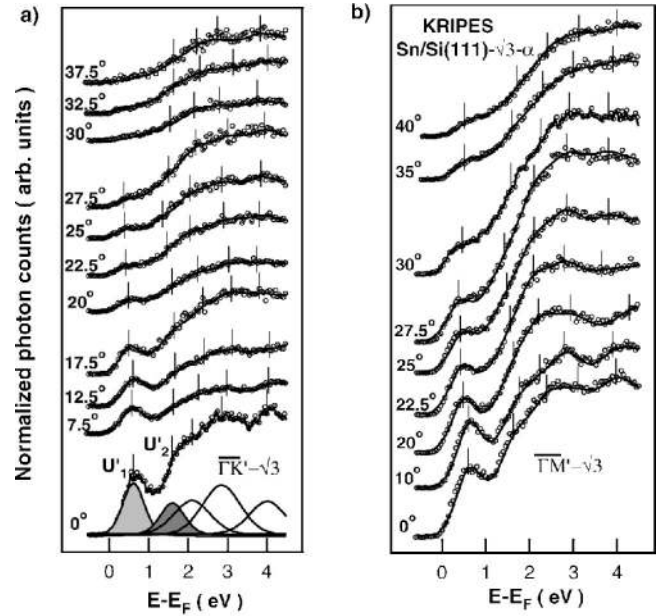 a)
Normalized photon counts ( arb. units )
37.5°
32.5°
30°
27.5°
25°
22.5°
20°
17.5°
12.5°
7.5°
U'1
U'2
ΓK'-√3
0°
0 1 2 3 4
E-EF ( eV )
b)
KRIPES
Sn/Si(111)-√3-α
40°
35°
30°
27.5°
25°
22.5°
20°
10°
ΓM'-√3
0°
0 1 2 3 4
E-EF ( eV )